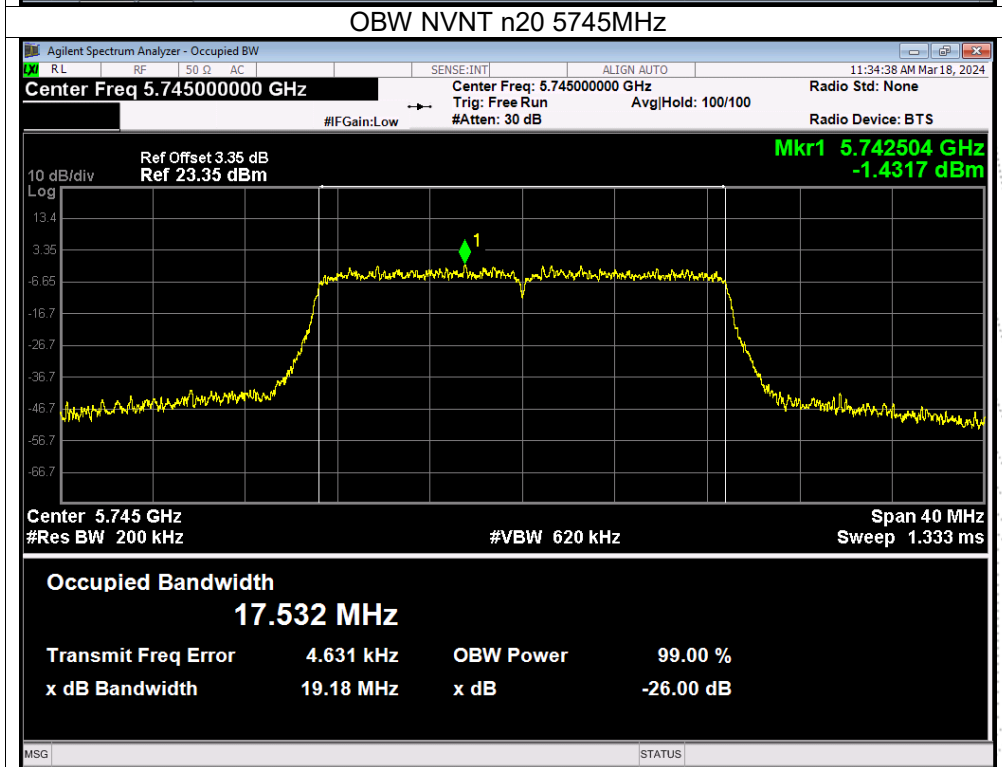 OBW NVNT n20 5745MHz
Agilent Spectrum Analyzer - Occupied BW
LXI RL RF 50 Ω AC SENSE:INT ALIGN AUTO 11:34:38 AM Mar 18, 2024
Center Freq 5.745000000 GHz Center Freq: 5.745000000 GHz Radio Std: None
Trig: Free Run Avg|Hold: 100/100
#IFGain:Low #Atten: 30 dB Radio Device: BTS
Mkr1 5.742504 GHz
-1.4317 dBm
Ref Offset 3.35 dB
10 dB/div Ref 23.35 dBm
Log
13.4
1
3.35
-6.65
-16.7
-26.7
-36.7
-46.7
-56.7
-66.7
Center 5.745 GHz Span 40 MHz
#Res BW 200 kHz #VBW 620 kHz Sweep 1.333 ms
Occupied Bandwidth
17.532 MHz
Transmit Freq Error 4.631 kHz OBW Power 99.00 %
x dB Bandwidth 19.18 MHz x dB -26.00 dB
MSG STATUS